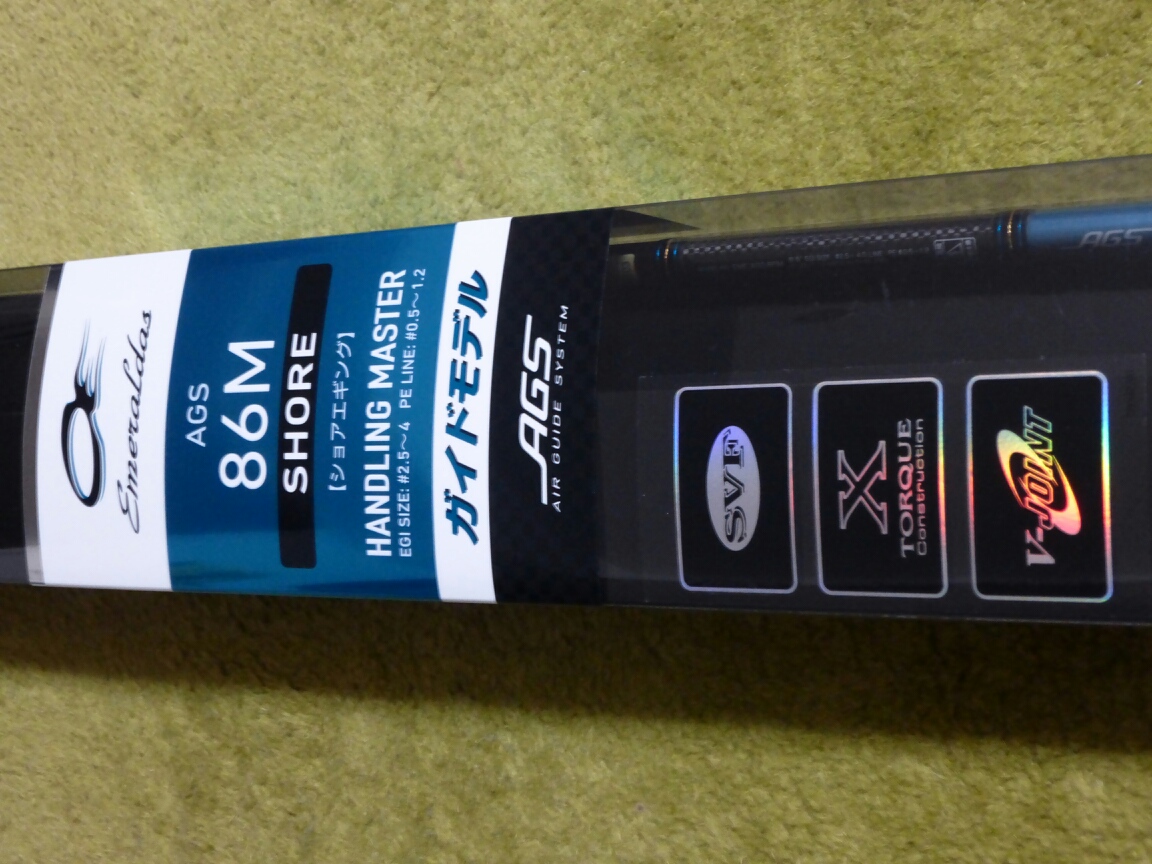 Emeraldas
AGS
86M
SHORE
【ショアエギング】
HANDLING MASTER
EGI SIZE: #2.5~4 PE LINE: #0.5~1.2
ガイドモデル
AGS
AIR GUIDE SYSTEM
SVF
X
TORQUE
Construction
V-JOINT
AGS